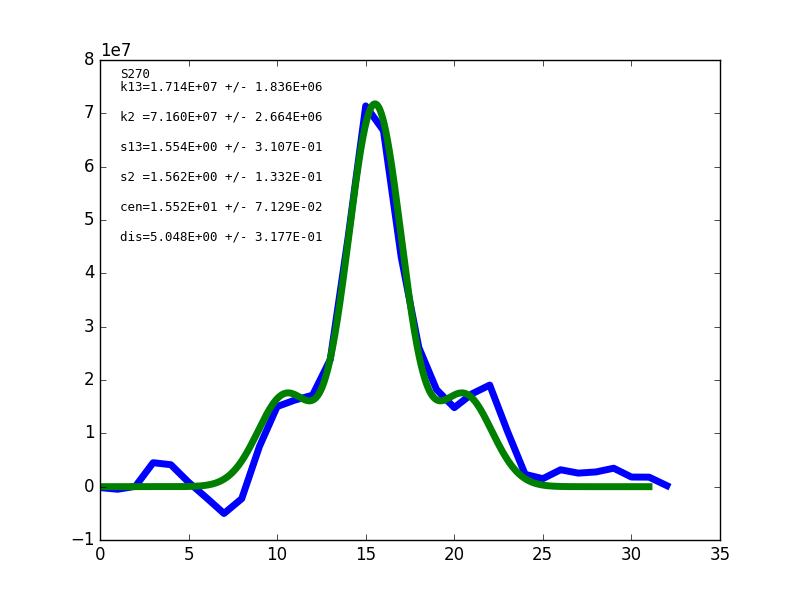 1e7
S270
k13=1.714E+07 +/- 1.836E+06
k2 =7.160E+07 +/- 2.664E+06
s13=1.554E+00 +/- 3.107E-01
s2 =1.562E+00 +/- 1.332E-01
cen=1.552E+01 +/- 7.129E-02
dis=5.048E+00 +/- 3.177E-01
8
7
6
5
4
3
2
1
0
−1
0 5 10 15 20 25 30 35